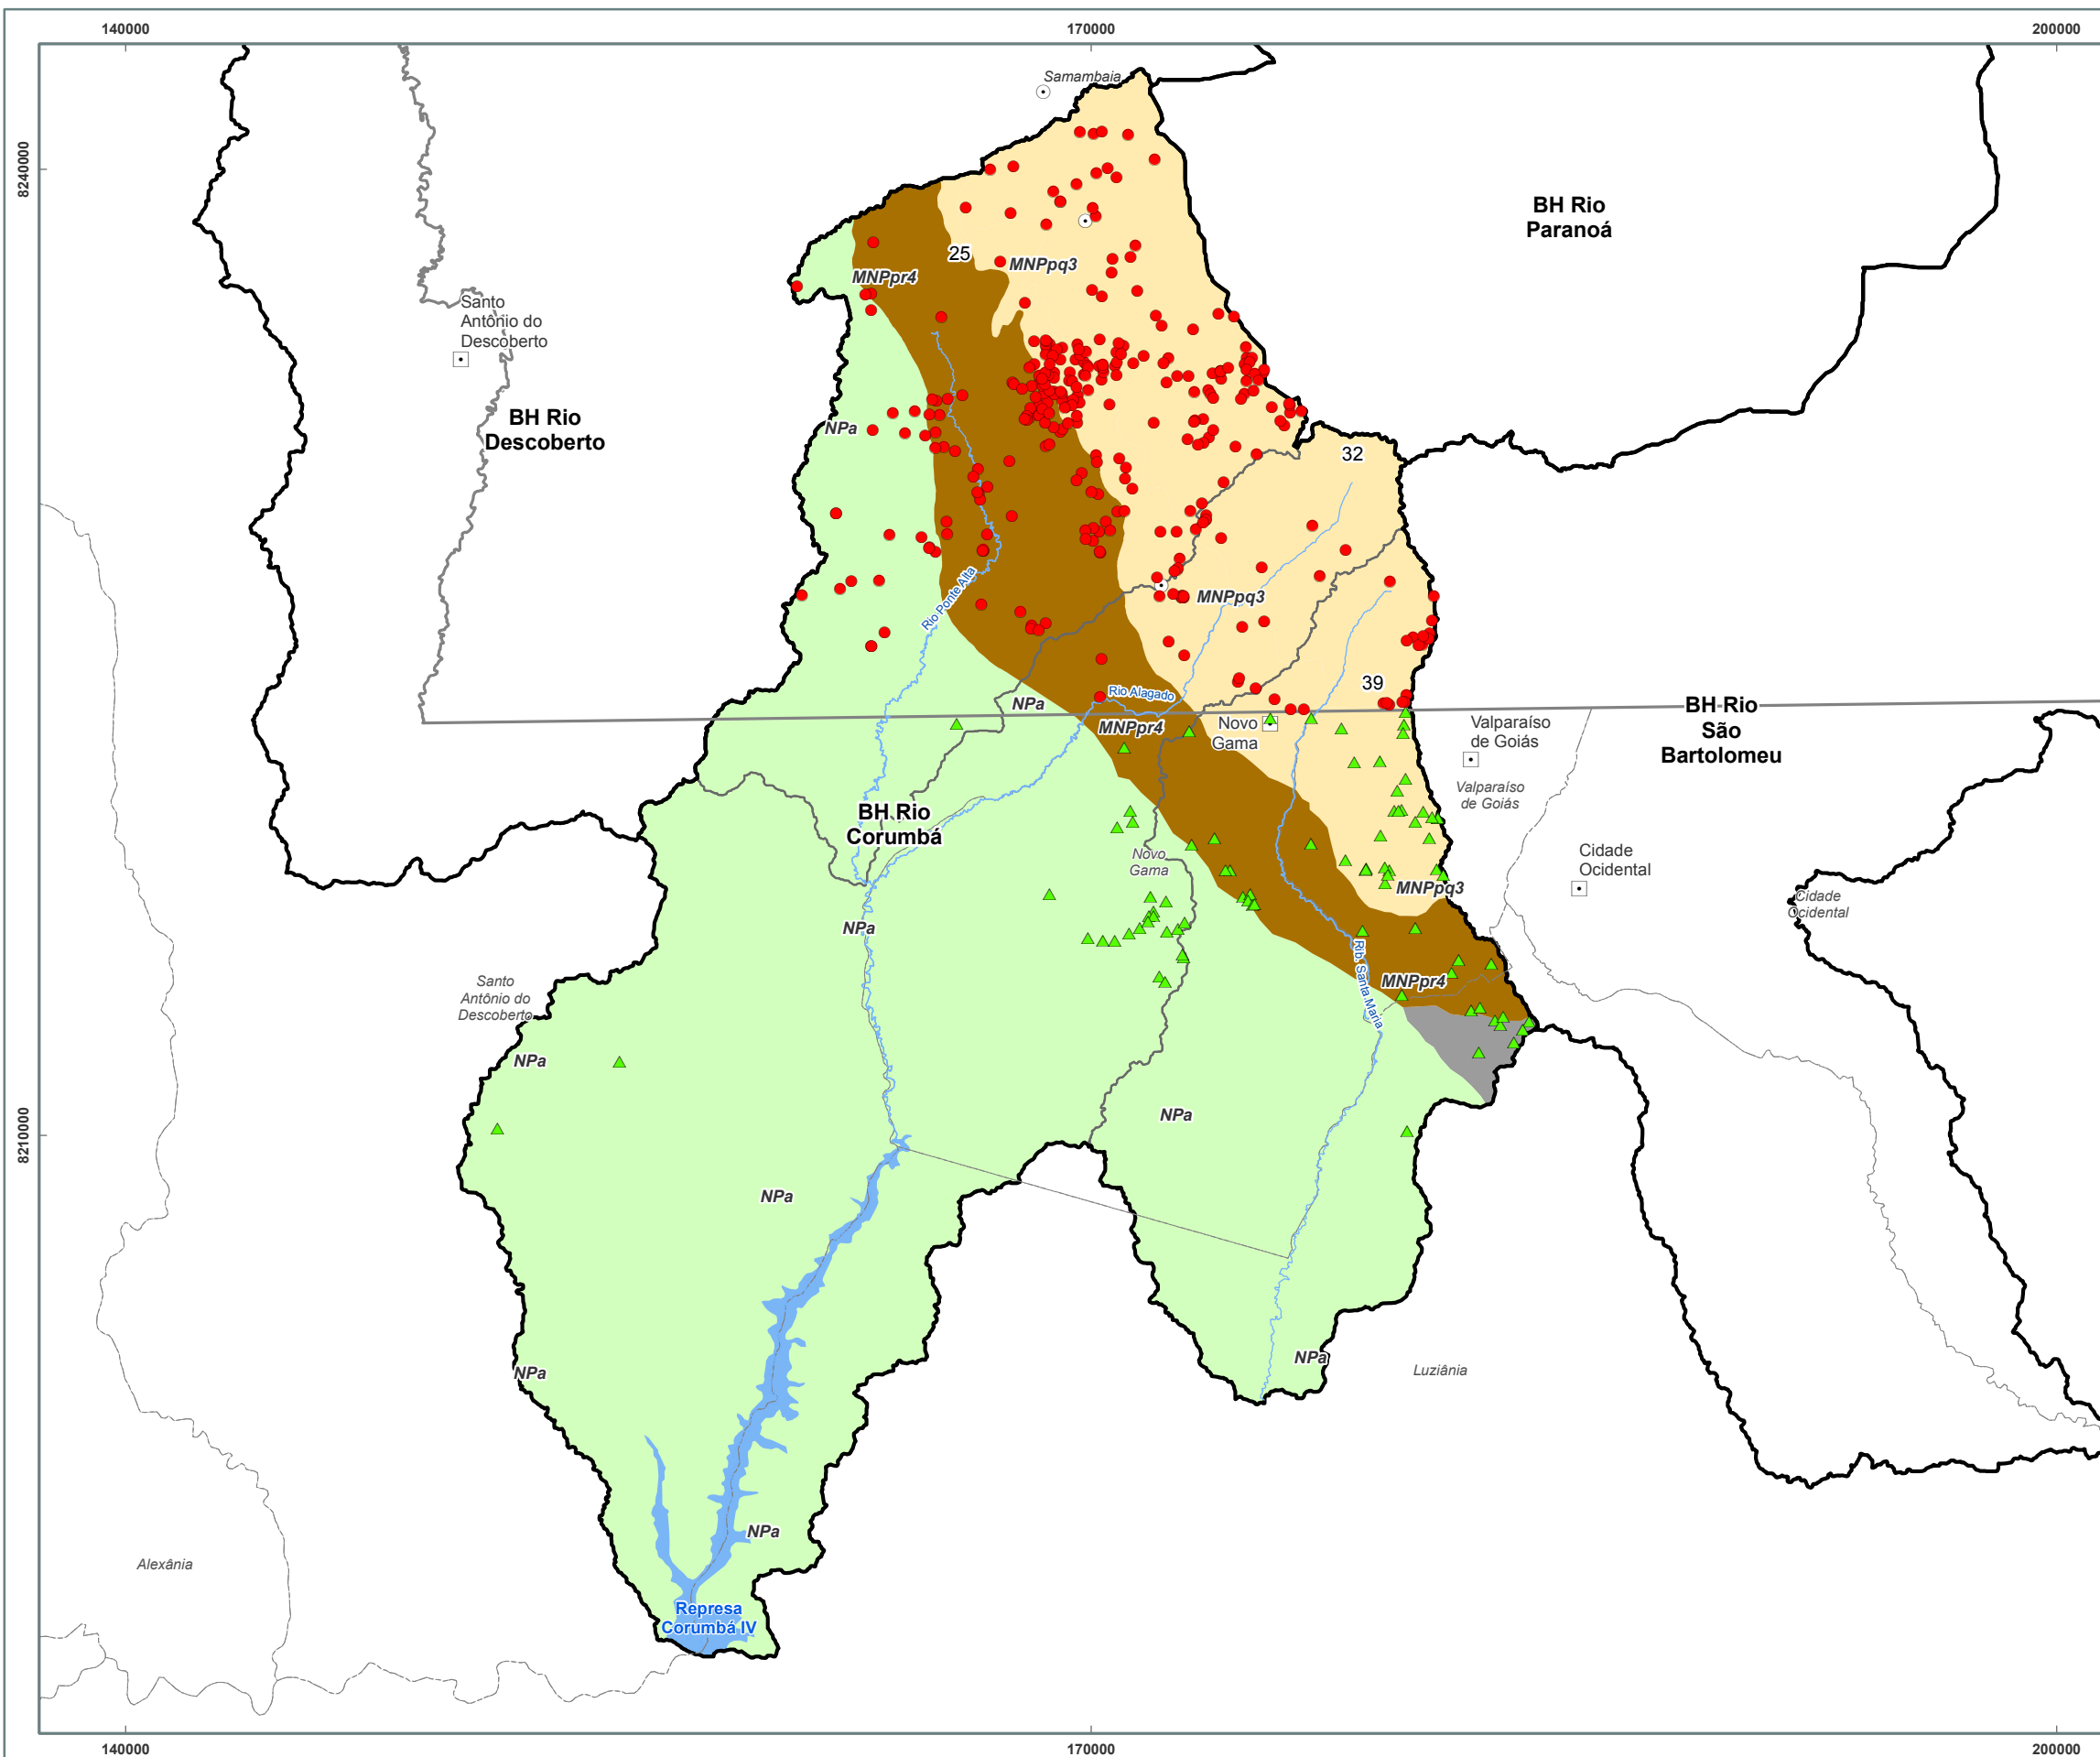 140000
170000
200000
Samambaia
8240000
BH Rio
Paranoá
25
MNPpq3
MNPpr4
Santo
Antônio do
Descoberto
BH Rio
Descoberto
NPa
32
Rio Ponte Alta
MNPpq3
39
Rio Alagado
NPa
MNPpr4
Novo
Gama
Valparaíso
de Goiás
BH Rio
São
Bartolomeu
Valparaíso
de Goiás
BH Rio
Corumbá
Novo
Gama
Cidade
Ocidental
MNPpq3
Cidade
Ocidental
NPa
Rib. Santa Maria
MNPpr4
Santo
Antônio do
Descoberto
NPa
8210000
NPa
NPa
NPa
NPa
Luziânia
NPa
Alexânia
Represa
Corumbá IV
140000
170000
200000